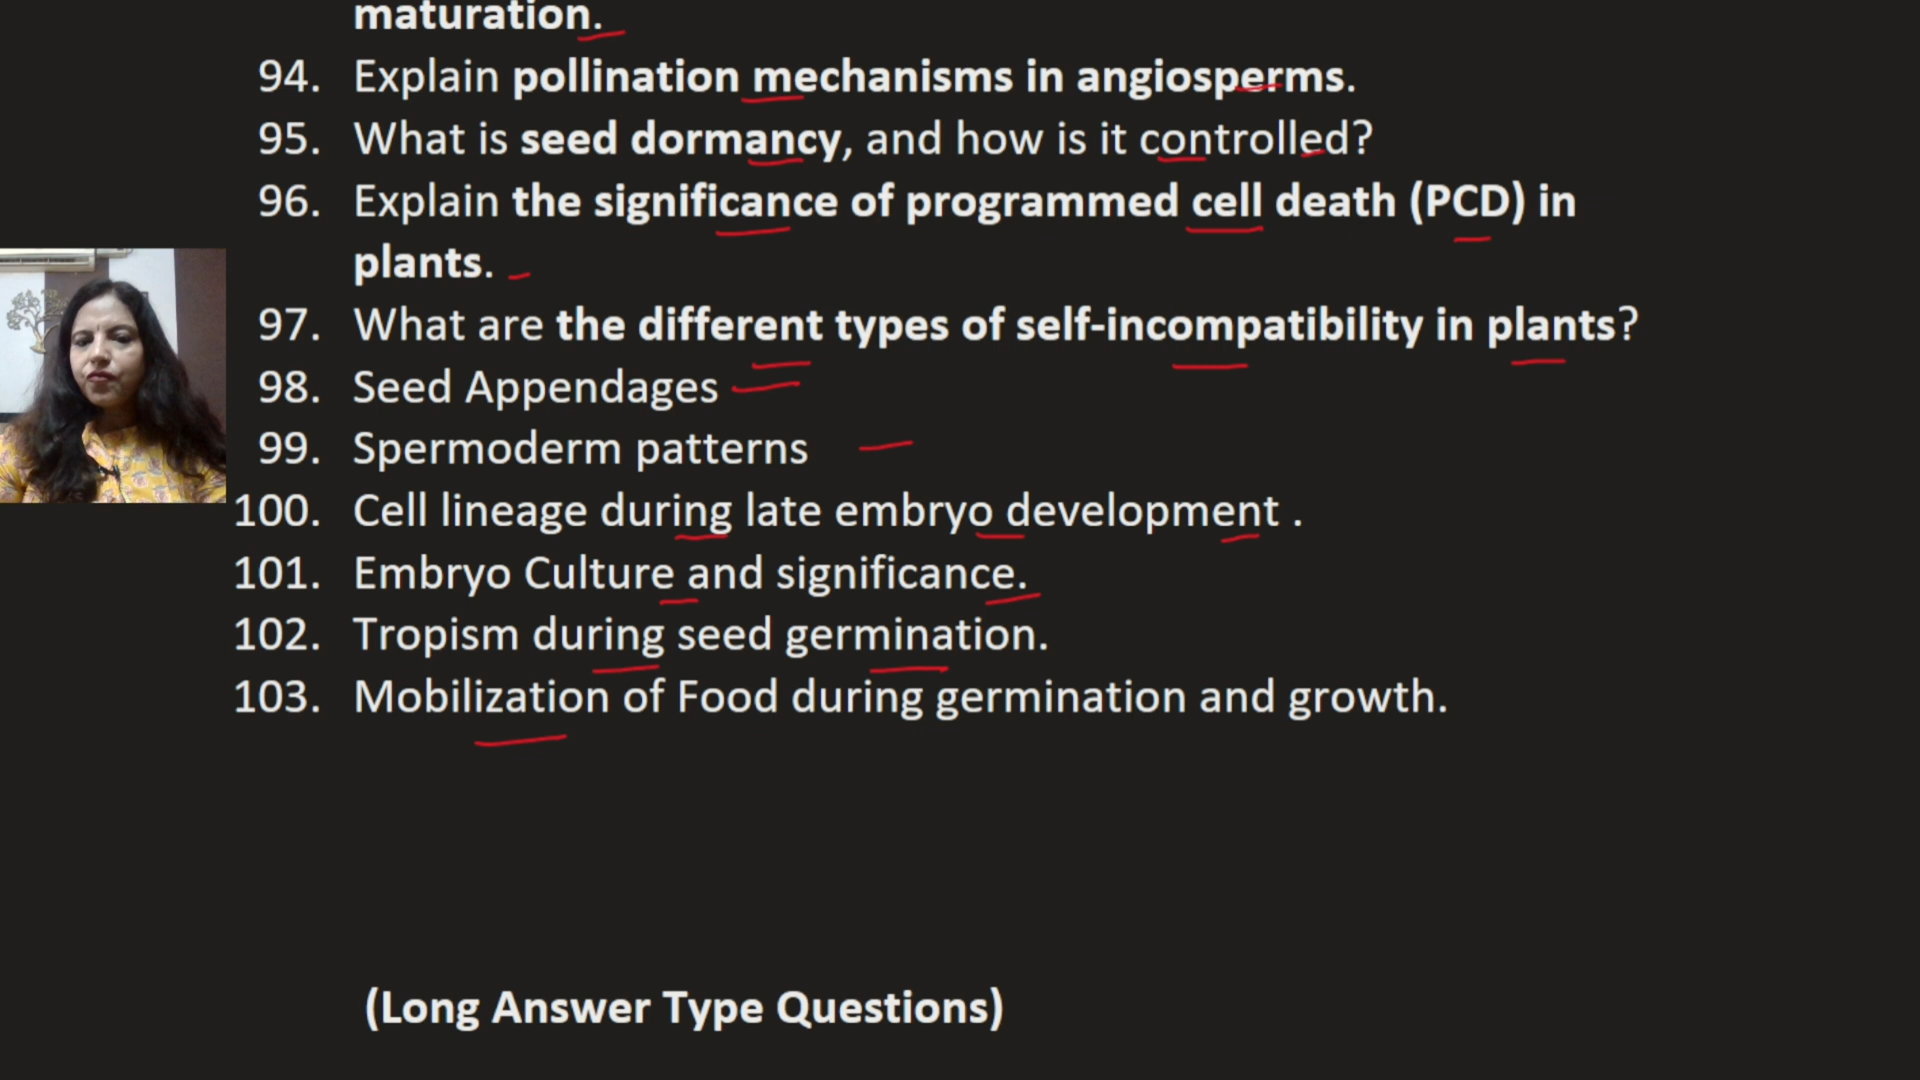 maturation.
94. Explain pollination mechanisms in angiosperms.
95. What is seed dormancy, and how is it controlled?
96. Explain the significance of programmed cell death (PCD) in
plants.
97. What are the different types of self-incompatibility in plants?
98. Seed Appendages
99. Spermoderm patterns
100. Cell lineage during late embryo development .
101. Embryo Culture and significance.
102. Tropism during seed germination.
103. Mobilization of Food during germination and growth.
(Long Answer Type Questions)